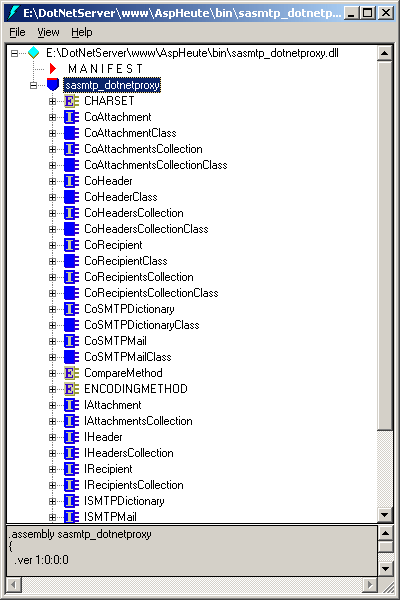 E:\DotNetServer\www\AspHeute\bin\sasmtp_dotnetp...
File View Help
E:\DotNetServer\www\AspHeute\bin\sasmtp_dotnetproxy.dll
M A N I F E S T
sasmtp_dotnetproxy
CHARSET
CoAttachment
CoAttachmentClass
CoAttachmentsCollection
CoAttachmentsCollectionClass
CoHeader
CoHeaderClass
CoHeadersCollection
CoHeadersCollectionClass
CoRecipient
CoRecipientClass
CoRecipientsCollection
CoRecipientsCollectionClass
CoSMTPDictionary
CoSMTPDictionaryClass
CoSMTPMail
CoSMTPMailClass
CompareMethod
ENCODINGMETHOD
IAttachment
IAttachmentsCollection
IHeader
IHeadersCollection
IRecipient
IRecipientsCollection
ISMTPDictionary
ISMTPMail
.assembly sasmtp_dotnetproxy
{
.ver 1:0:0:0